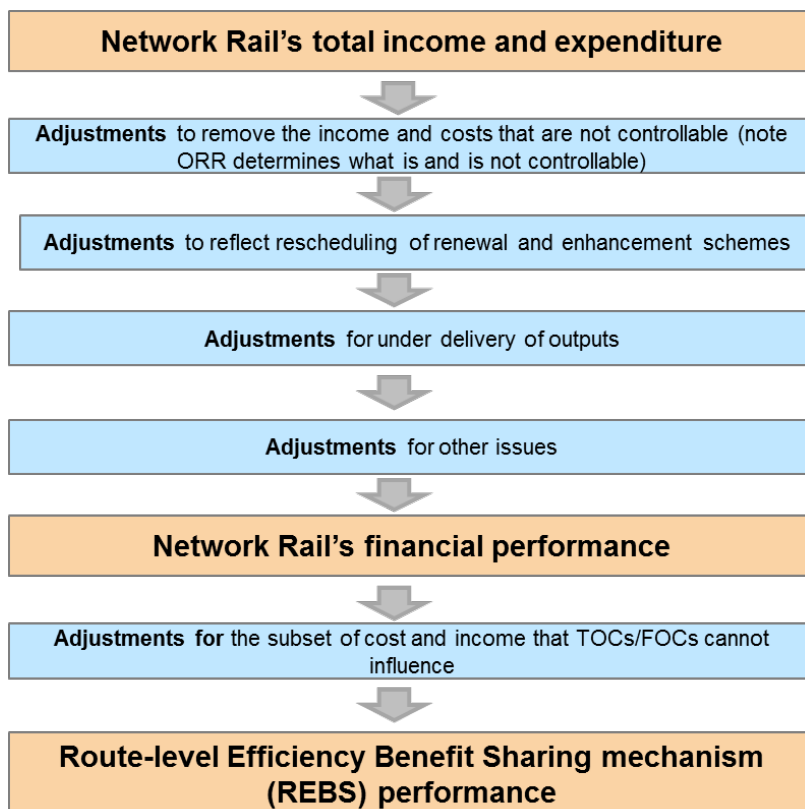 Network Rail's total income and expenditure
Adjustments to remove the income and costs that are not controllable (note
ORR determines what is and is not controllable)
Adjustments to reflect rescheduling of renewal and enhancement schemes
Adjustments for under delivery of outputs
Adjustments for other issues
Network Rail's financial performance
Adjustments for the subset of cost and income that TOCs/FOCs cannot
influence
Route-level Efficiency Benefit Sharing mechanism
(REBS) performance